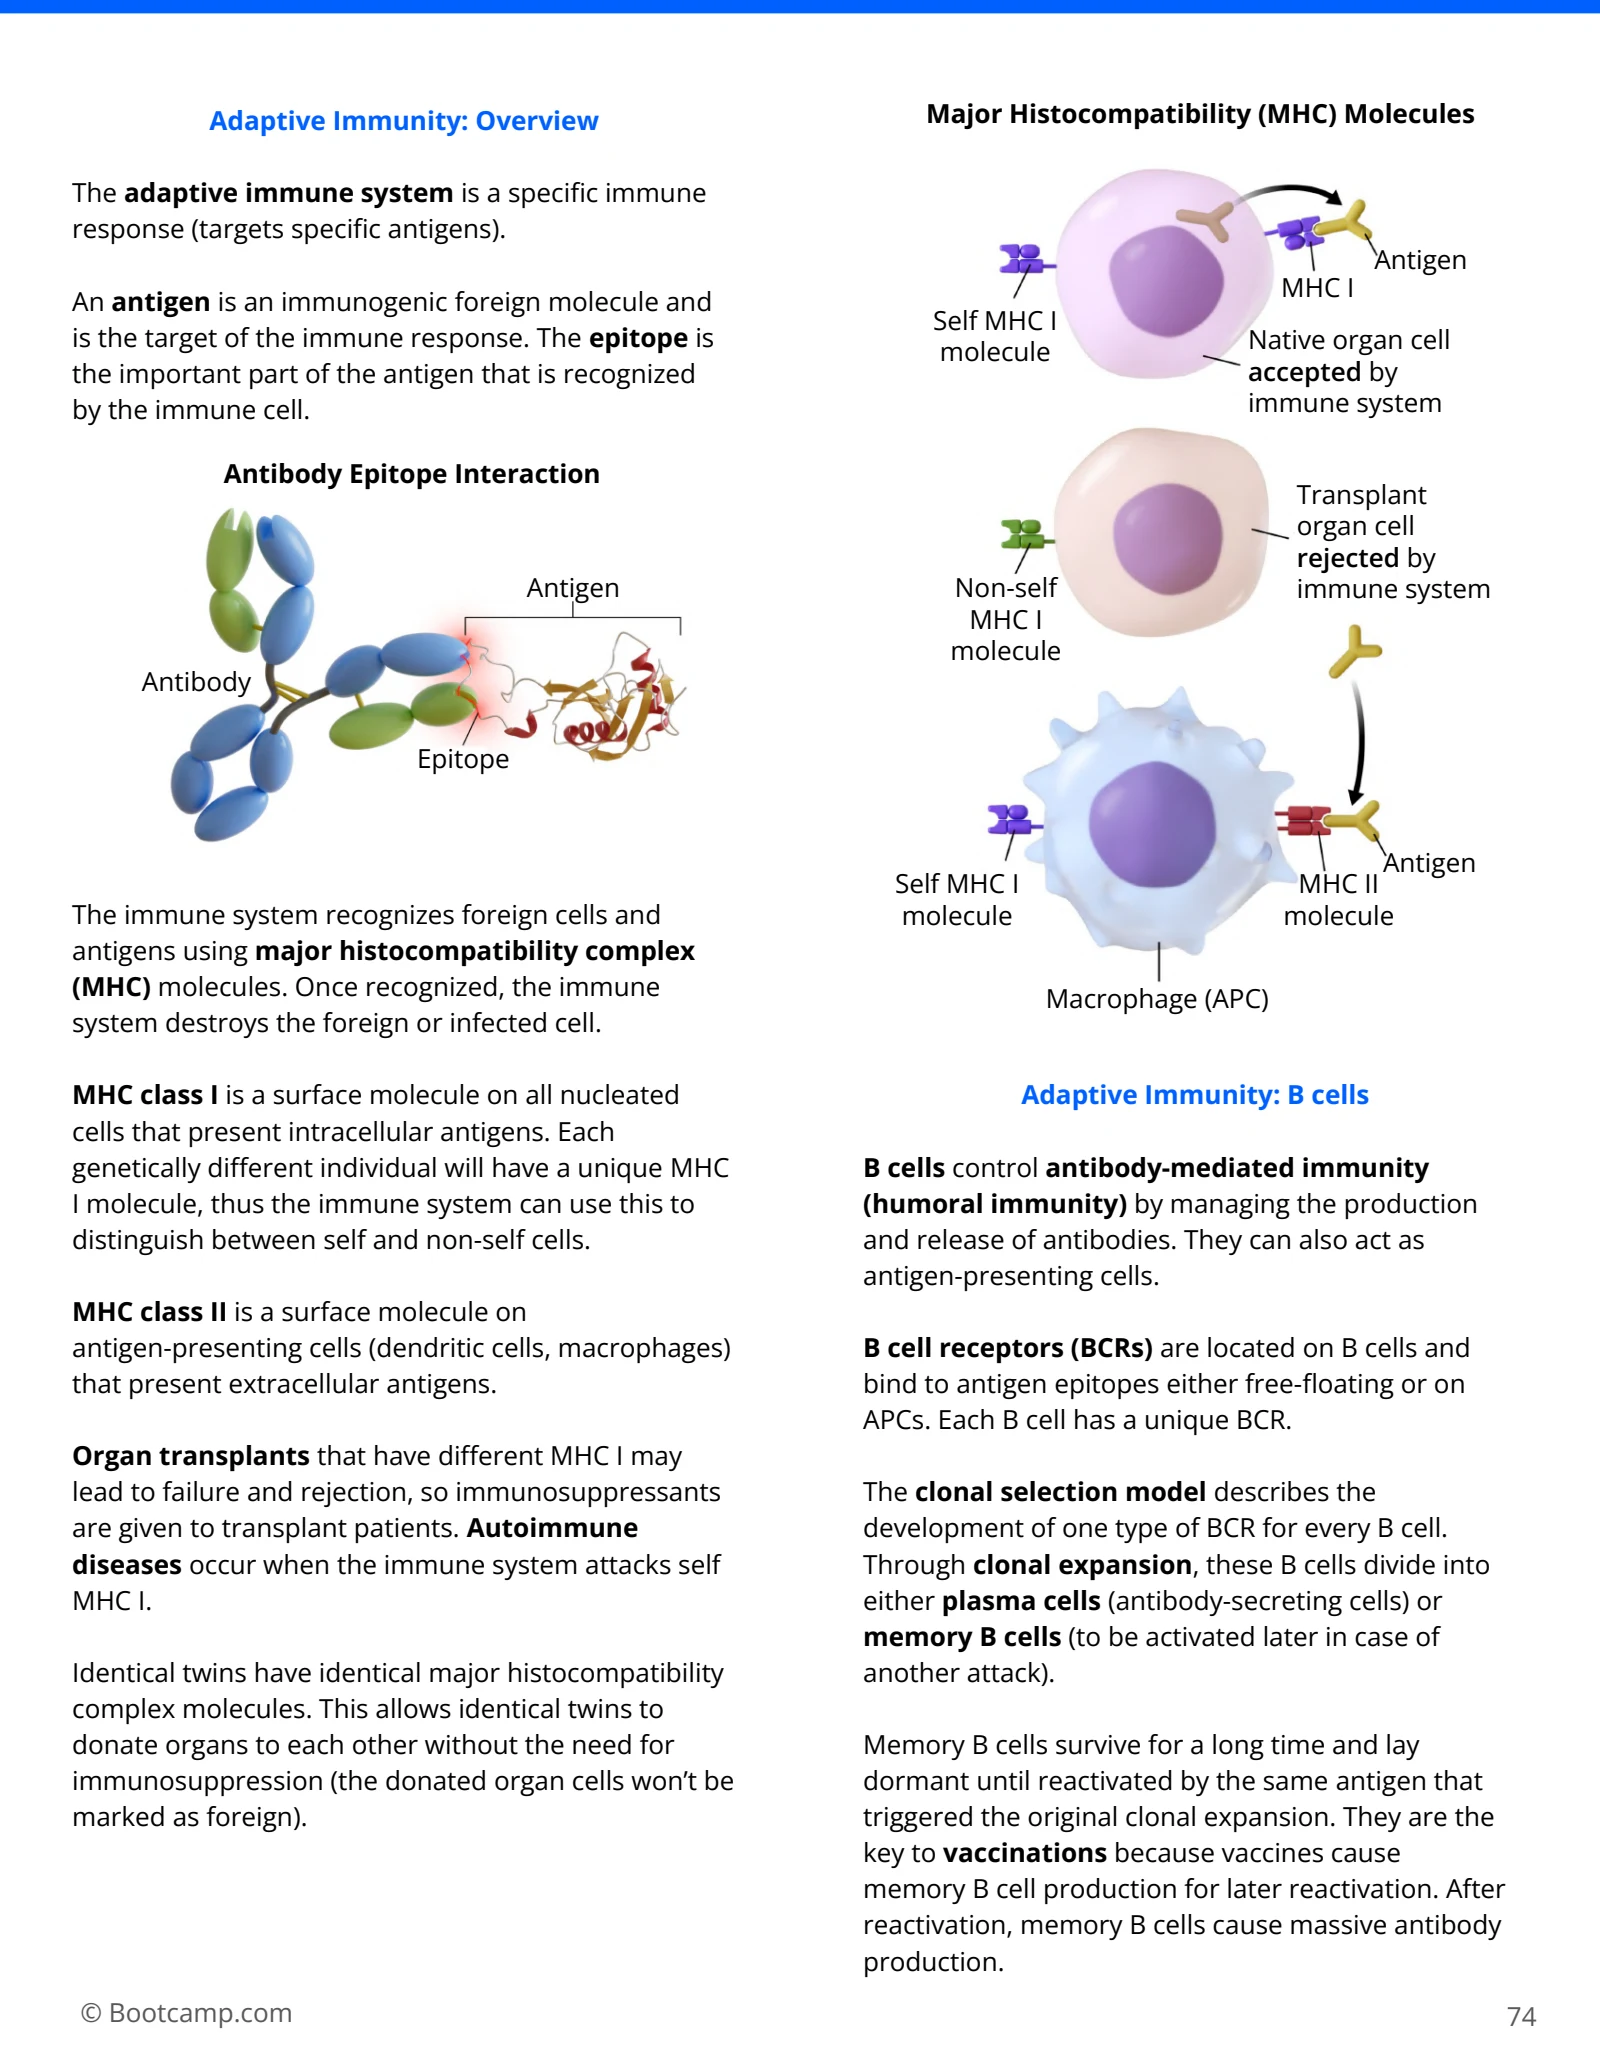 Adaptive Immunity: Overview
The adaptive immune system is a specific immune
response (targets specific antigens).
An antigen is an immunogenic foreign molecule and
is the target of the immune response. The epitope is
the important part of the antigen that is recognized
by the immune cell.
Antibody Epitope Interaction
Antigen
Antibody
Epitope
The immune system recognizes foreign cells and
antigens using major histocompatibility complex
(MHC) molecules. Once recognized, the immune
system destroys the foreign or infected cell.
MHC class I is a surface molecule on all nucleated
cells that present intracellular antigens. Each
genetically different individual will have a unique MHC
I molecule, thus the immune system can use this to
distinguish between self and non-self cells.
MHC class II is a surface molecule on
antigen-presenting cells (dendritic cells, macrophages)
that present extracellular antigens.
Organ transplants that have different MHC I may
lead to failure and rejection, so immunosuppressants
are given to transplant patients. Autoimmune
diseases occur when the immune system attacks self
MHC I.
Identical twins have identical major histocompatibility
complex molecules. This allows identical twins to
donate organs to each other without the need for
immunosuppression (the donated organ cells won’t be
marked as foreign).
Major Histocompatibility (MHC) Molecules
Antigen
MHC I
Self MHC I
molecule
Native organ cell
accepted by
immune system
Transplant
organ cell
rejected by
immune system
Non-self
MHC I
molecule
Antigen
Self MHC I
molecule
MHC II
molecule
Macrophage (APC)
Adaptive Immunity: B cells
B cells control antibody-mediated immunity
(humoral immunity) by managing the production
and release of antibodies. They can also act as
antigen-presenting cells.
B cell receptors (BCRs) are located on B cells and
bind to antigen epitopes either free-floating or on
APCs. Each B cell has a unique BCR.
The clonal selection model describes the
development of one type of BCR for every B cell.
Through clonal expansion, these B cells divide into
either plasma cells (antibody-secreting cells) or
memory B cells (to be activated later in case of
another attack).
Memory B cells survive for a long time and lay
dormant until reactivated by the same antigen that
triggered the original clonal expansion. They are the
key to vaccinations because vaccines cause
memory B cell production for later reactivation. After
reactivation, memory B cells cause massive antibody
production.
© Bootcamp.com
74